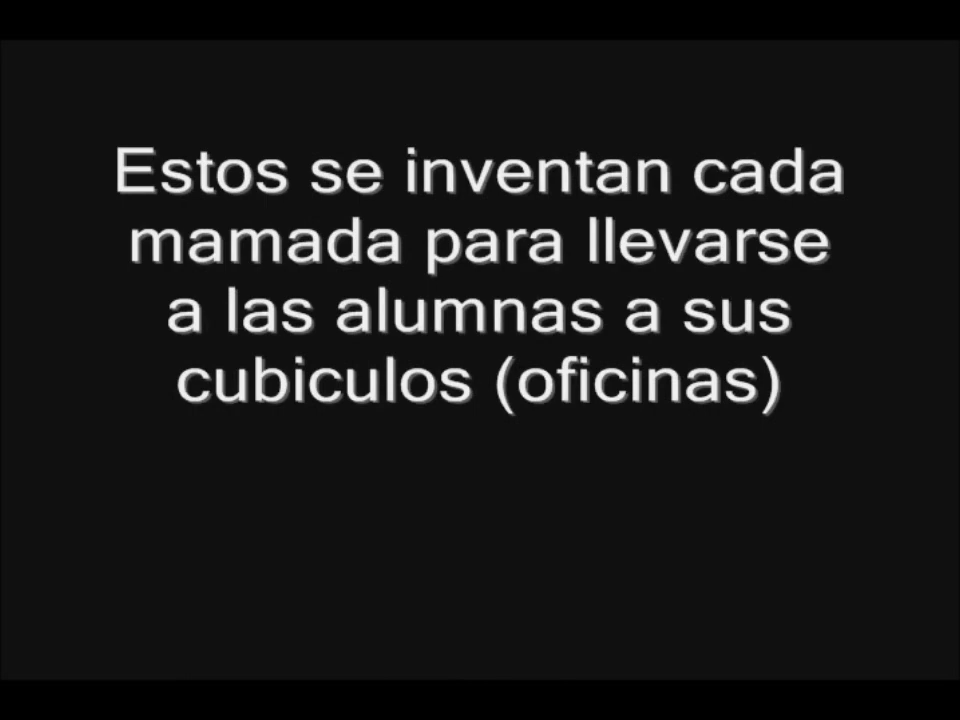 Estos se inventan cada
mamada para llevarse
a las alumnas a sus
cubiculos (oficinas)